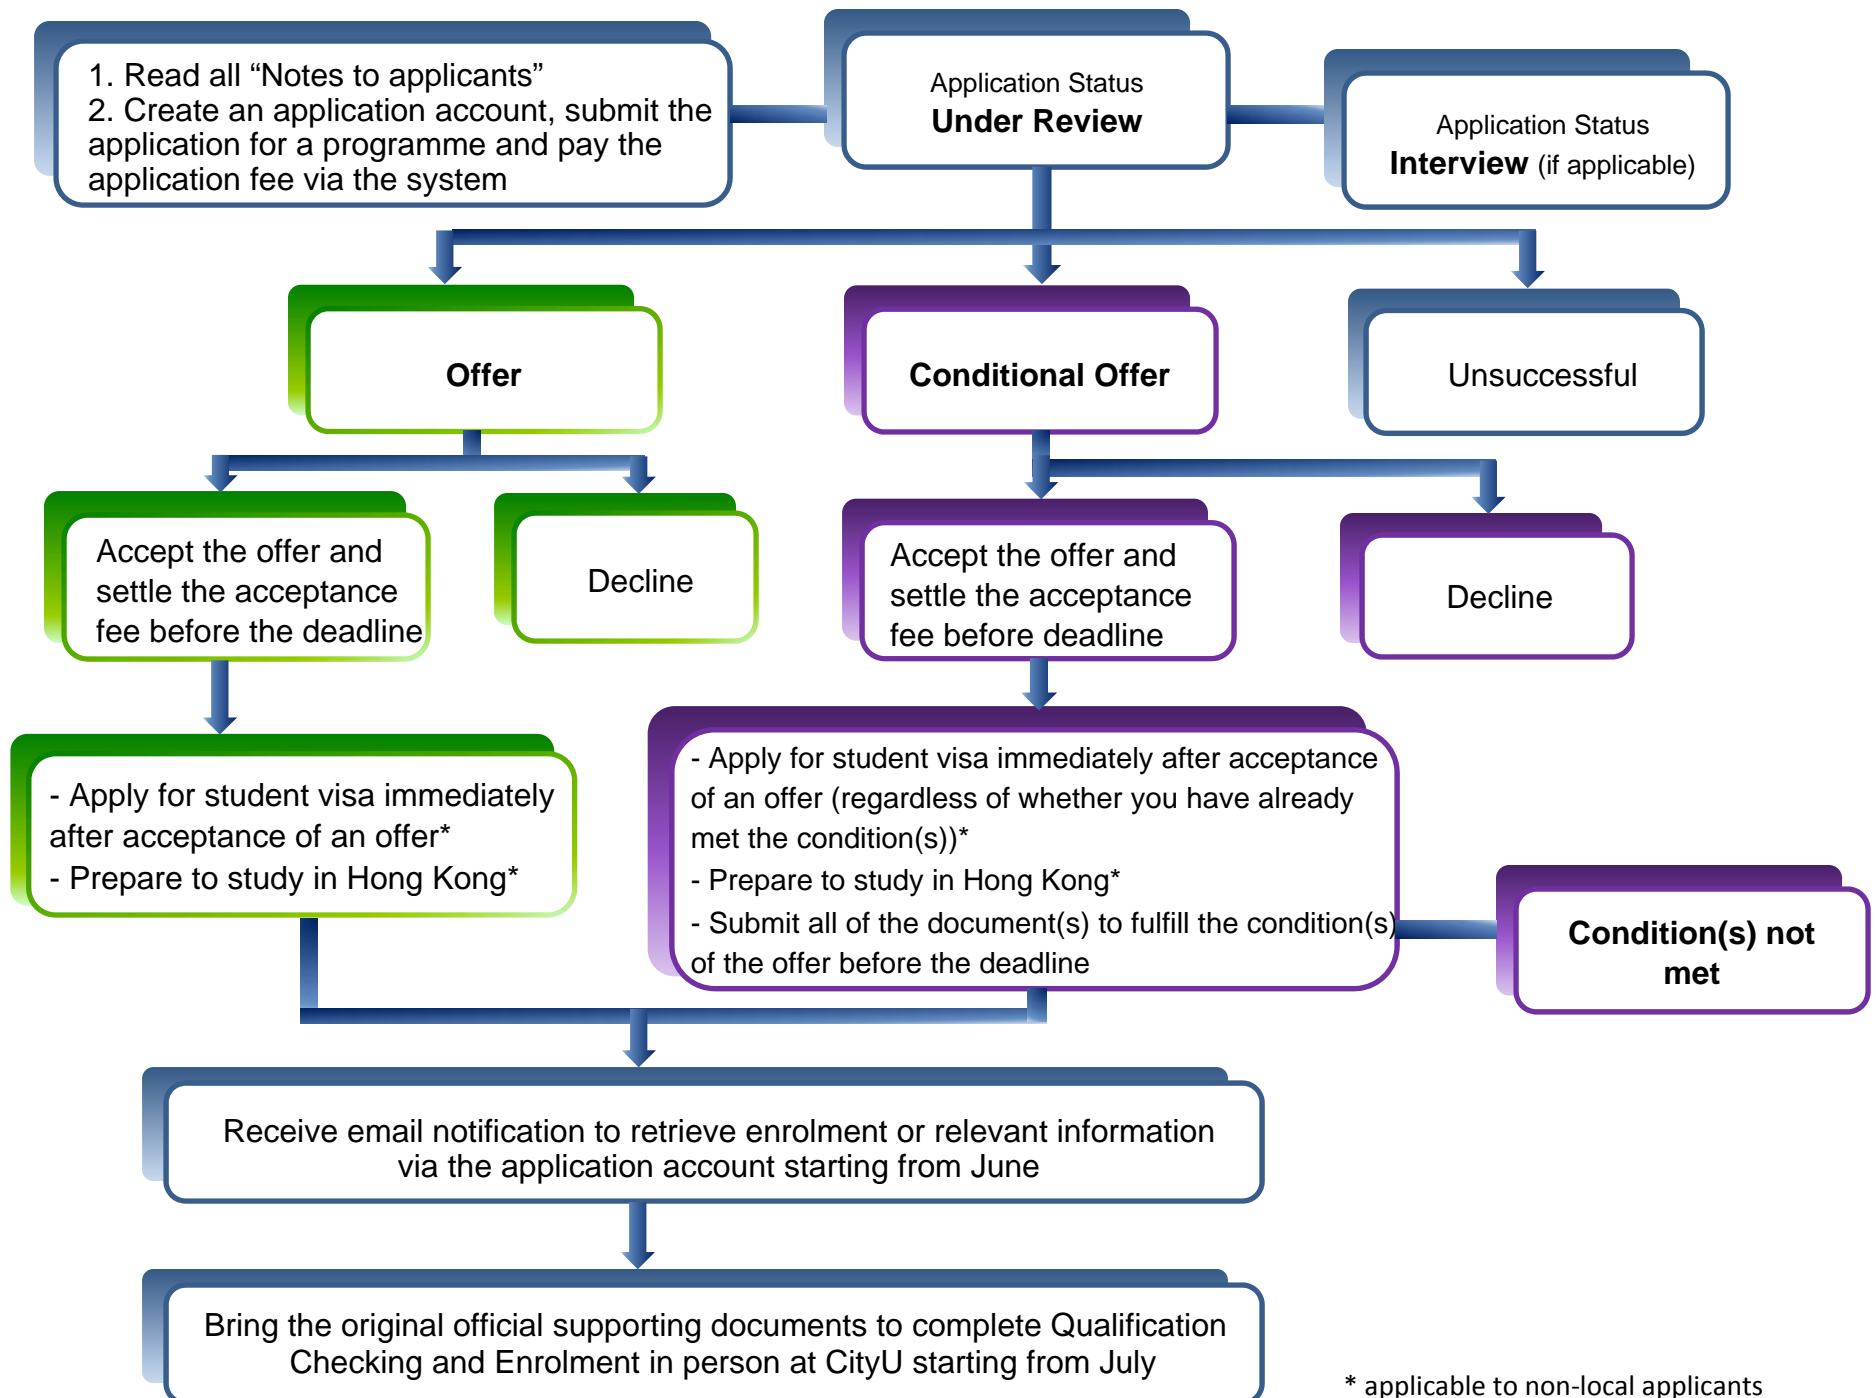 1. Read all “Notes to applicants”
2. Create an application account, submit the
application for a programme and pay the
application fee via the system
Application Status
Under Review
Application Status
Interview (if applicable)
Offer
Conditional Offer
Unsuccessful
Accept the offer and
settle the acceptance
fee before the deadline
Decline
Accept the offer and
settle the acceptance
fee before deadline
Decline
- Apply for student visa immediately
after acceptance of an offer*
- Prepare to study in Hong Kong*
- Apply for student visa immediately after acceptance
of an offer (regardless of whether you have already
met the condition(s))*
- Prepare to study in Hong Kong*
- Submit all of the document(s) to fulfill the condition(s)
of the offer before the deadline
Condition(s) not
met
Receive email notification to retrieve enrolment or relevant information
via the application account starting from June
Bring the original official supporting documents to complete Qualification
Checking and Enrolment in person at CityU starting from July
* applicable to non-local applicants